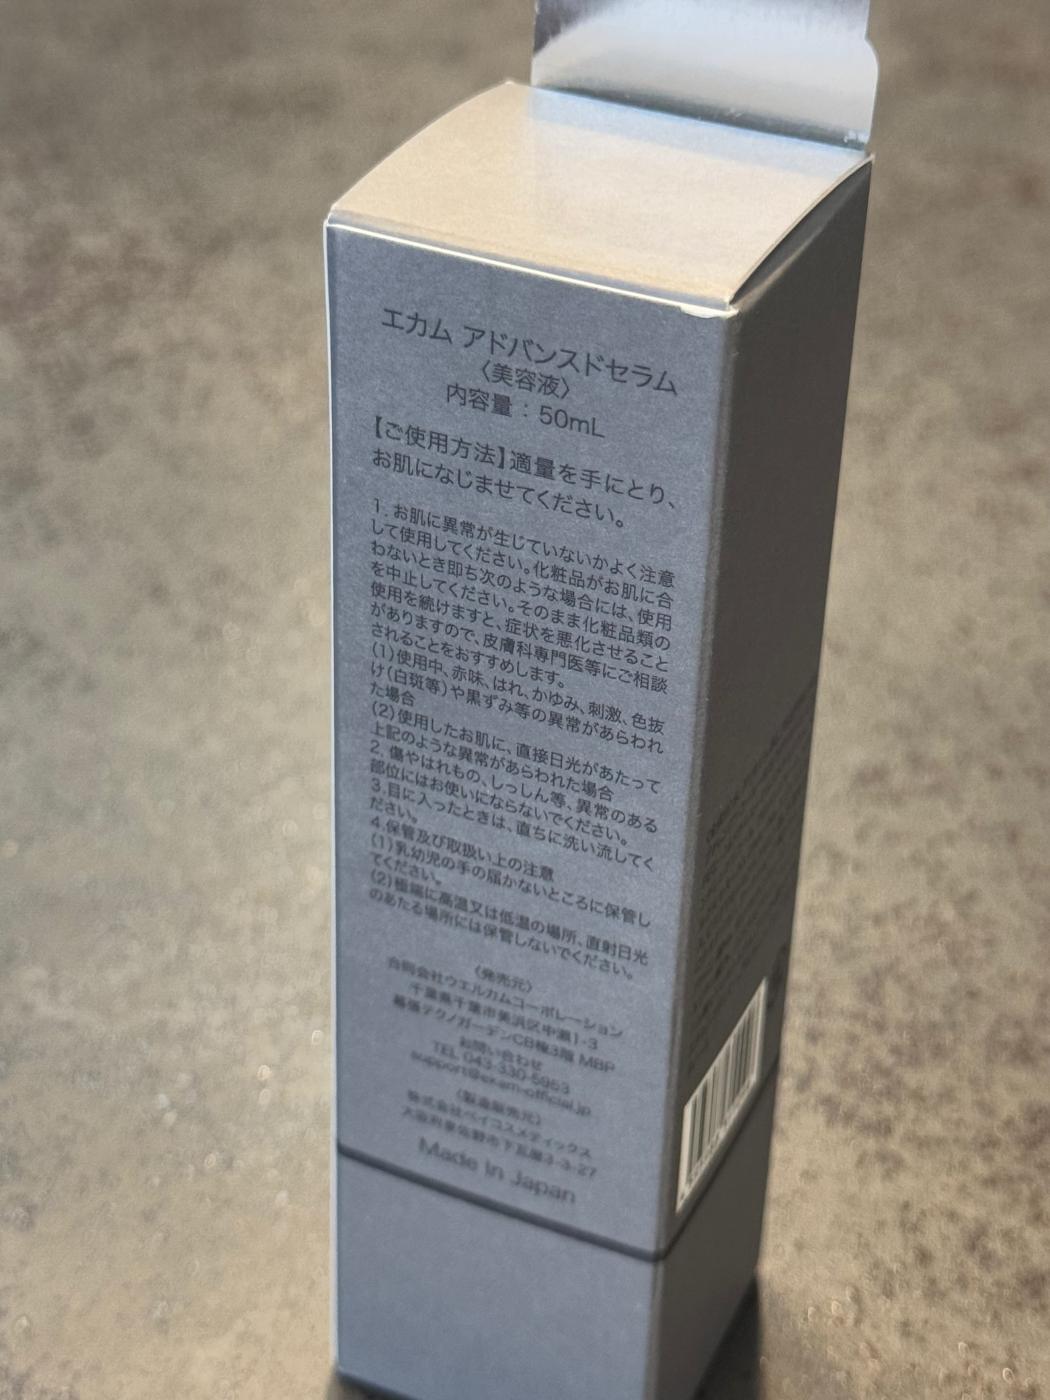 エカム アドバンスドセラム
〈美容液〉
内容量：50mL
【ご使用方法】適量を手にとり、
お肌になじませてください。
1. お肌に異常が生じていないかよく注意
して使用してください。化粧品がお肌に合
わないとき即ち次のような場合には、使用
を中止してください。そのまま化粧品類の
使用を続けますと、症状を悪化させること
がありますので、皮膚科専門医等にご相談
されることをおすすめします。
(1)使用中、赤味、はれ、かゆみ、刺激、色抜
け(白斑等)や黒ずみ等の異常があらわれ
た場合
(2)使用したお肌に、直接日光があたって
上記のような異常があらわれた場合
2. 傷やはれもの、しっしん等、異常のある
部位にはお使いにならないでください。
3.目に入ったときは、直ちに洗い流してく
ださい。
4.保管及び取扱い上の注意
(1)乳幼児の手の届かないところに保管し
てください。
(2)極端に高温又は低温の場所、直射日光
のあたる場所には保管しないでください。
〈発売元〉
合同会社ウエルカムコーポレーション
千葉県千葉市美浜区中瀬1-3
幕張テクノガーデンCB棟3階 MBP
お問い合わせ
TEL 043-330-5963
support@exam-official.jp
〈製造販売元〉
株式会社ベイコスメティックス
大阪府泉佐野市下瓦屋3-3-27
Made in Japan